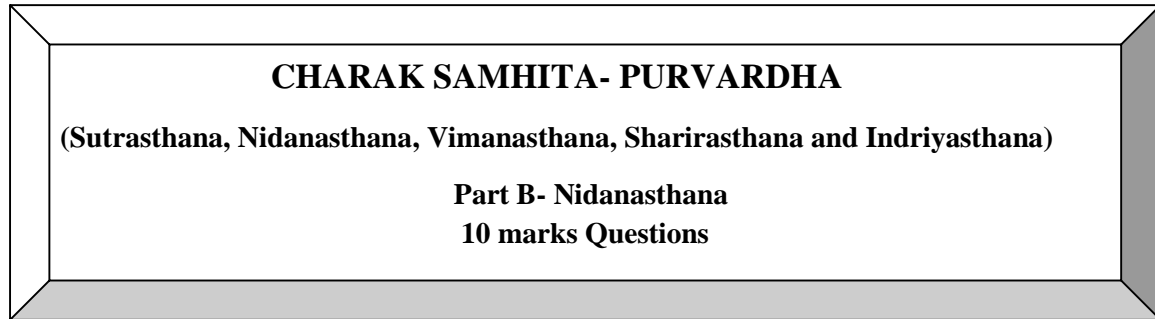 CHARAK SAMHITA- PURVARDHA
(Sutrasthana, Nidanasthana, Vimanasthana, Sharirasthana and Indriyasthana)
Part B- Nidanasthana
10 marks Questions